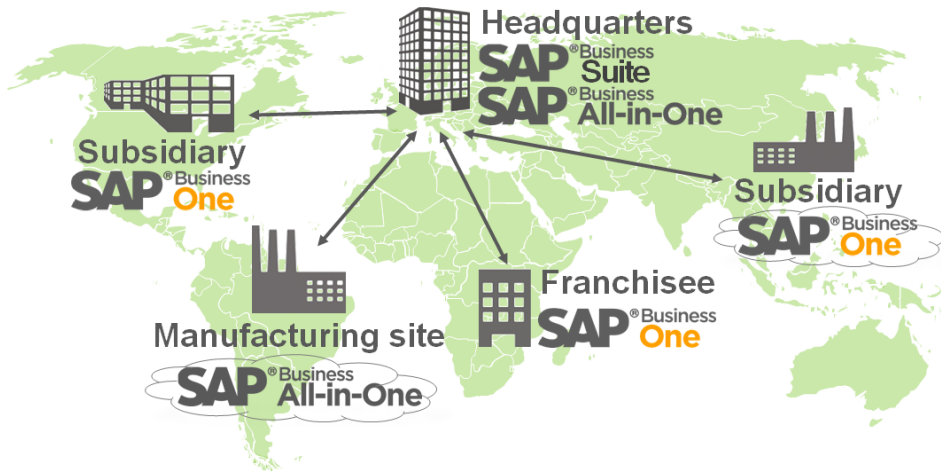 Headquarters
SAP® Business
Suite
SAP® Business
All-in-One
Subsidiary
SAP® Business
One
Subsidiary
SAP® Business
One
Manufacturing site
SAP® Business
All-in-One
Franchisee
SAP® Business
One